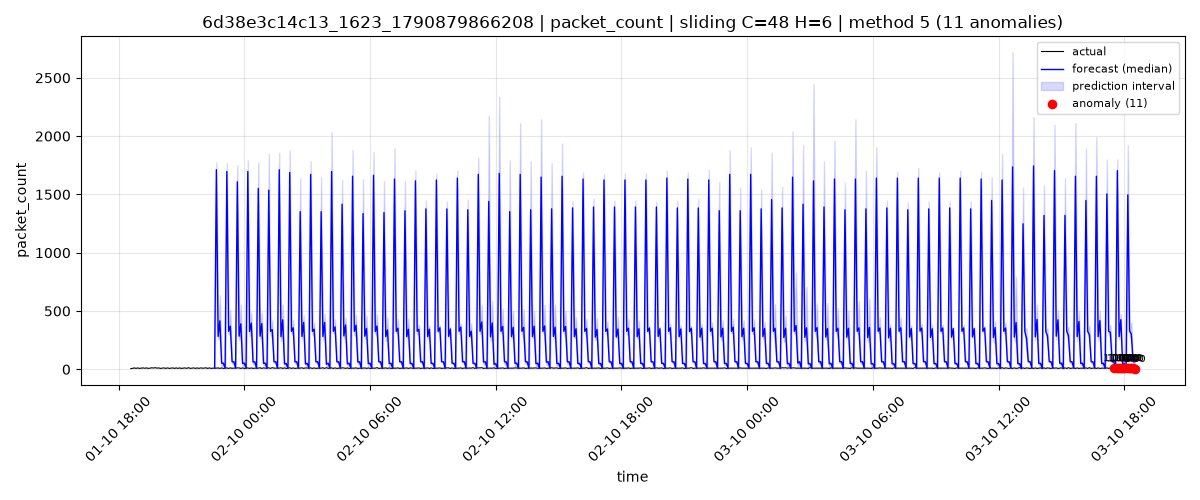 6d38e3c14c13_1623_1790879866208 | packet_count | sliding C=48 H=6 | method 5 (11 anomalies)
actual
forecast (median)
prediction interval
anomaly (11)
packet_count
2500
2000
1500
1000
500
0
01-10 18:00
02-10 00:00
02-10 06:00
02-10 12:00
02-10 18:00
03-10 00:00
03-10 06:00
03-10 12:00
03-10 18:00
time